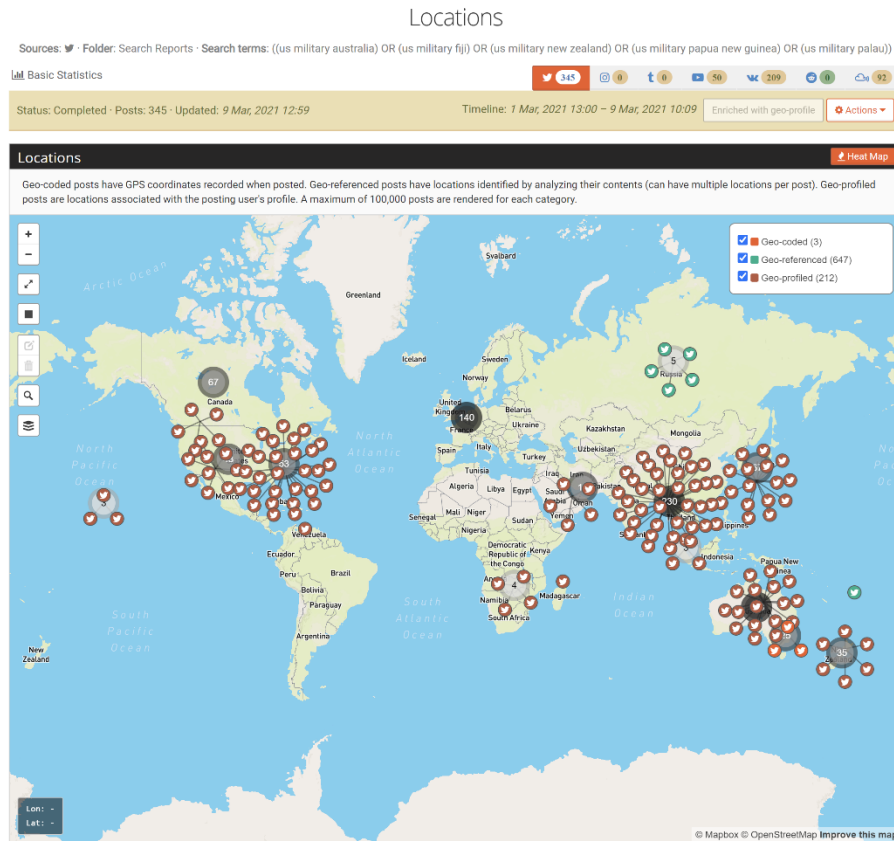 Locations
Sources: · Folder: Search Reports · Search terms: ((us military australia) OR (us military fiji) OR (us military new zealand) OR (us military papua new guinea) OR (us military palau))
Basic Statistics
345
0
0
50
209
0
92
Status: Completed · Posts: 345 · Updated: 9 Mar, 2021 12:59
Timeline: 1 Mar, 2021 13:00 – 9 Mar, 2021 10:09
Enriched with geo-profile
Actions
Locations
Heat Map
Geo-coded posts have GPS coordinates recorded when posted. Geo-referenced posts have locations identified by analyzing their contents (can have multiple locations per post). Geo-profiled
posts are locations associated with the posting user's profile. A maximum of 100,000 posts are rendered for each category.
+
−
Geo-coded (3)
Geo-referenced (647)
Geo-profiled (212)
Svalbard
Arctic Ocean
Greenland
Iceland
Sweden
Norway
5
Russia
67
Canada
United
140
Belarus
Ukraine
Kazakhstan
Mongolia
Spain
Italy
Turkey
Uzbekistan
North
Pacific
Ocean
North
Atlantic
Ocean
North
Pacific
Tunisia
Algeria
Libya
Egypt
Iraq
Saudi
Oman
Yemen
Mexico
3
Senegal
Mali
Niger
Sudan
Nigeria
Venezuela
Democratic
Republic of
the Congo
Kenya
Indonesia
Papua New
Ecuador
Peru
Brazil
Bolivia
Paraguay
Argentina
4
Namibia
South Africa
Madagascar
Indian
Ocean
South
Pacific
Ocean
South
Atlantic
Ocean
New
Zealand
35
Lon: -
Lat: -
© Mapbox © OpenStreetMap Improve this map